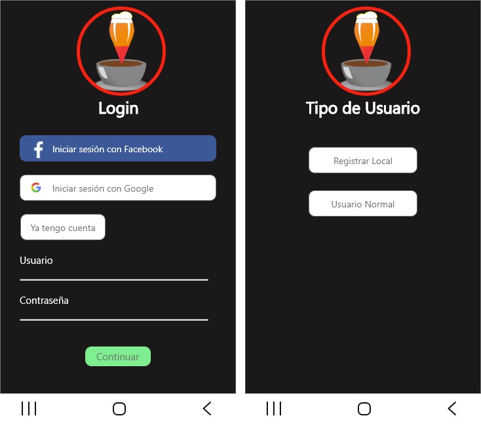 Login
Iniciar sesión con Facebook
Iniciar sesión con Google
Ya tengo cuenta
Usuario
Contraseña
Continuar
Tipo de Usuario
Registrar Local
Usuario Normal